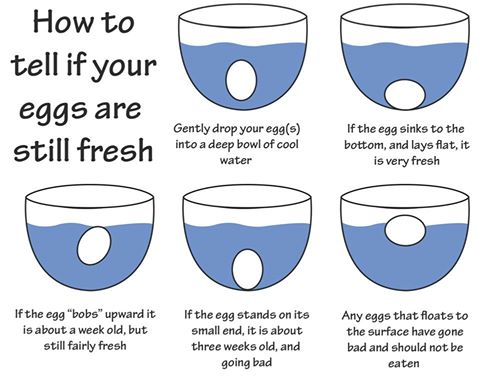 How to
tell if your
eggs are
still fresh
Gently drop your egg(s)
into a deep bowl of cool
water
If the egg sinks to the
bottom, and lays flat, it
is very fresh
If the egg "bobs" upward it
is about a week old, but
still fairly fresh
If the egg stands on its
small end, it is about
three weeks old, and
going bad
Any eggs that floats to
the surface have gone
bad and should not be
eaten